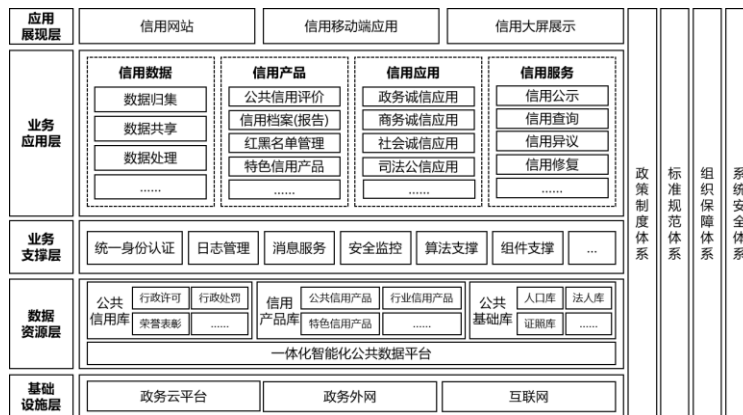 应用
展现层
信用网站
信用移动端应用
信用大屏展示
业务
应用层
信用数据
数据归集
数据共享
数据处理
......
信用产品
公共信用评价
信用档案(报告)
红黑名单管理
特色信用产品
......
信用应用
政务诚信应用
商务诚信应用
社会诚信应用
司法公信应用
......
信用服务
信用公示
信用查询
信用异议
信用修复
......
业务
支撑层
统一身份认证
日志管理
消息服务
安全监控
算法支撑
组件支撑
...
数据
资源层
公共
信用库
行政许可
行政处罚
荣誉表彰
......
信用
产品库
公共信用产品
行业信用产品
特色信用产品
......
公共
基础库
人口库
法人库
证照库
......
一体化智能化公共数据平台
基础
设施层
政务云平台
政务外网
互联网
政策制度体系
标准规范体系
组织保障体系
系统安全体系